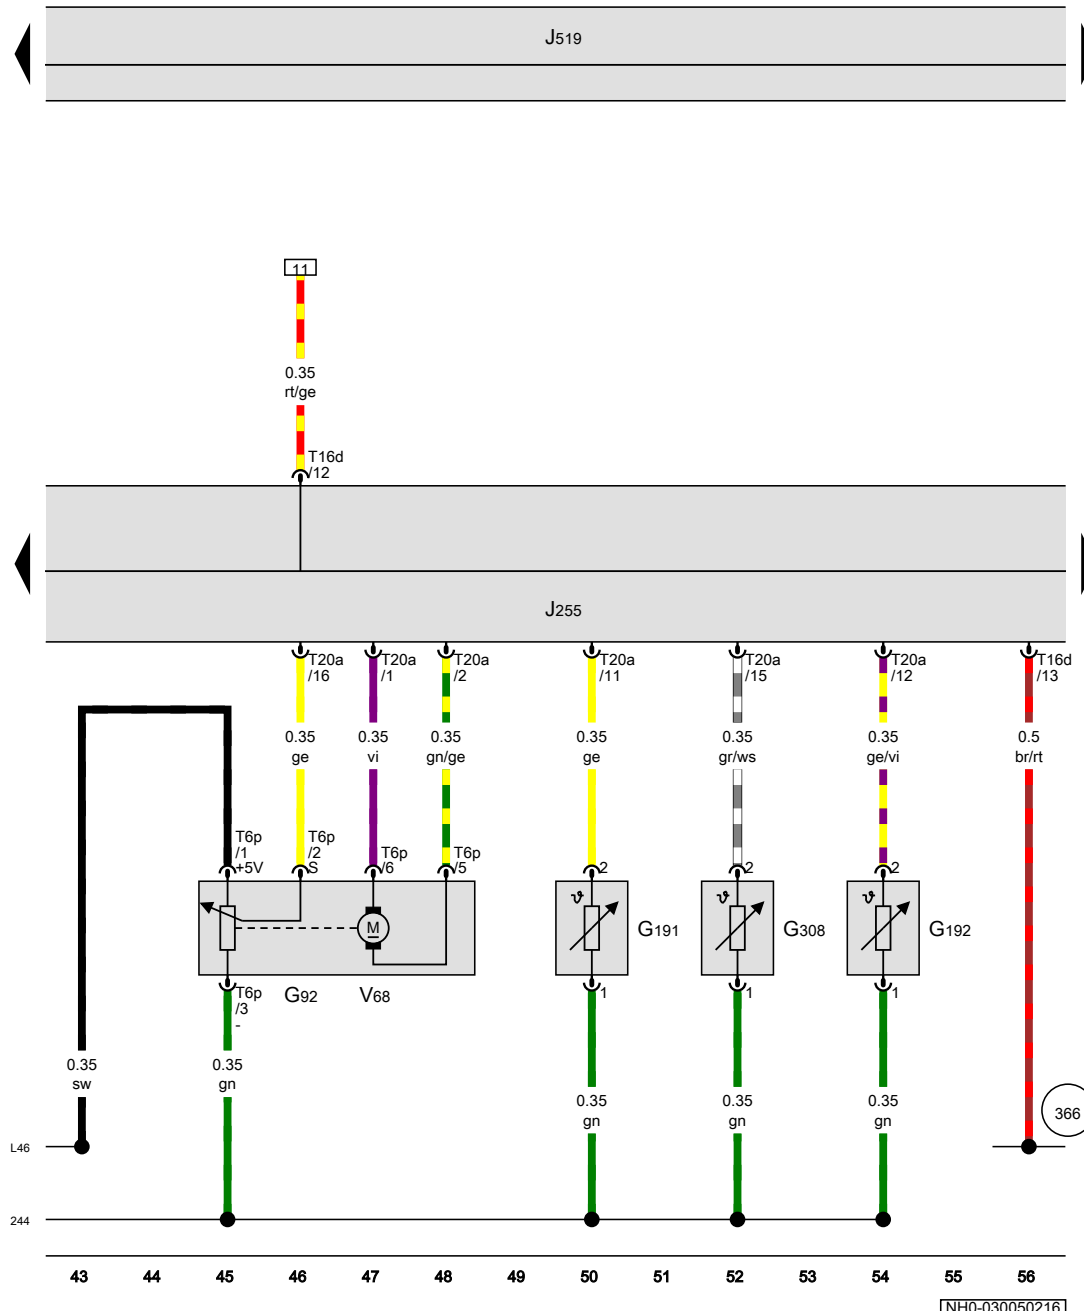 J519
11
0.35
rt/ge
T16d
/12
J255
T20a
/16
T20a
/1
T20a
/2
T20a
/11
T20a
/15
T20a
/12
T16d
/13
0.35
ge
0.35
vi
0.35
gn/ge
0.35
ge
0.35
gr/ws
0.35
ge/vi
0.5
br/rt
T6p
/1
+5V
T6p
/2
S
T6p
/6
T6p
/5
2
2
2
ϑ
ϑ
ϑ
M
G191
G308
G192
T6p
/3
-
G92
V68
1
1
1
0.35
sw
0.35
gn
0.35
gn
0.35
gn
0.35
gn
366
L46
244
43 44 45 46 47 48 49 50 51 52 53 54 55 56
NH0-030050216